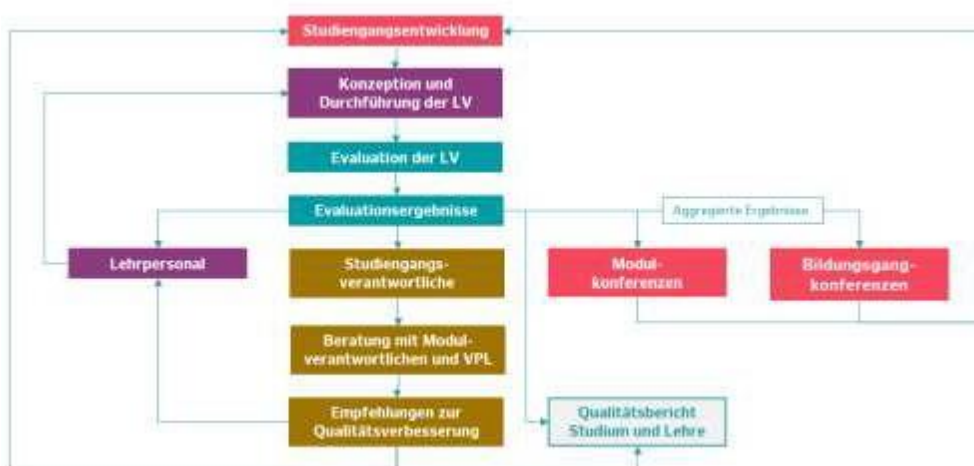 Studiengangsentwicklung
Konzeption und
Durchführung der LV
Evaluation der LV
Evaluationsergebnisse
Aggregierte Ergebnisse
Lehrpersonal
Studiengangs-
verantwortliche
Modul-
konferenzen
Bildungsgang-
konferenzen
Beratung mit Modul-
verantwortlichen und VPL
Empfehlungen zur
Qualitätsverbesserung
Qualitätsbericht
Studium und Lehre